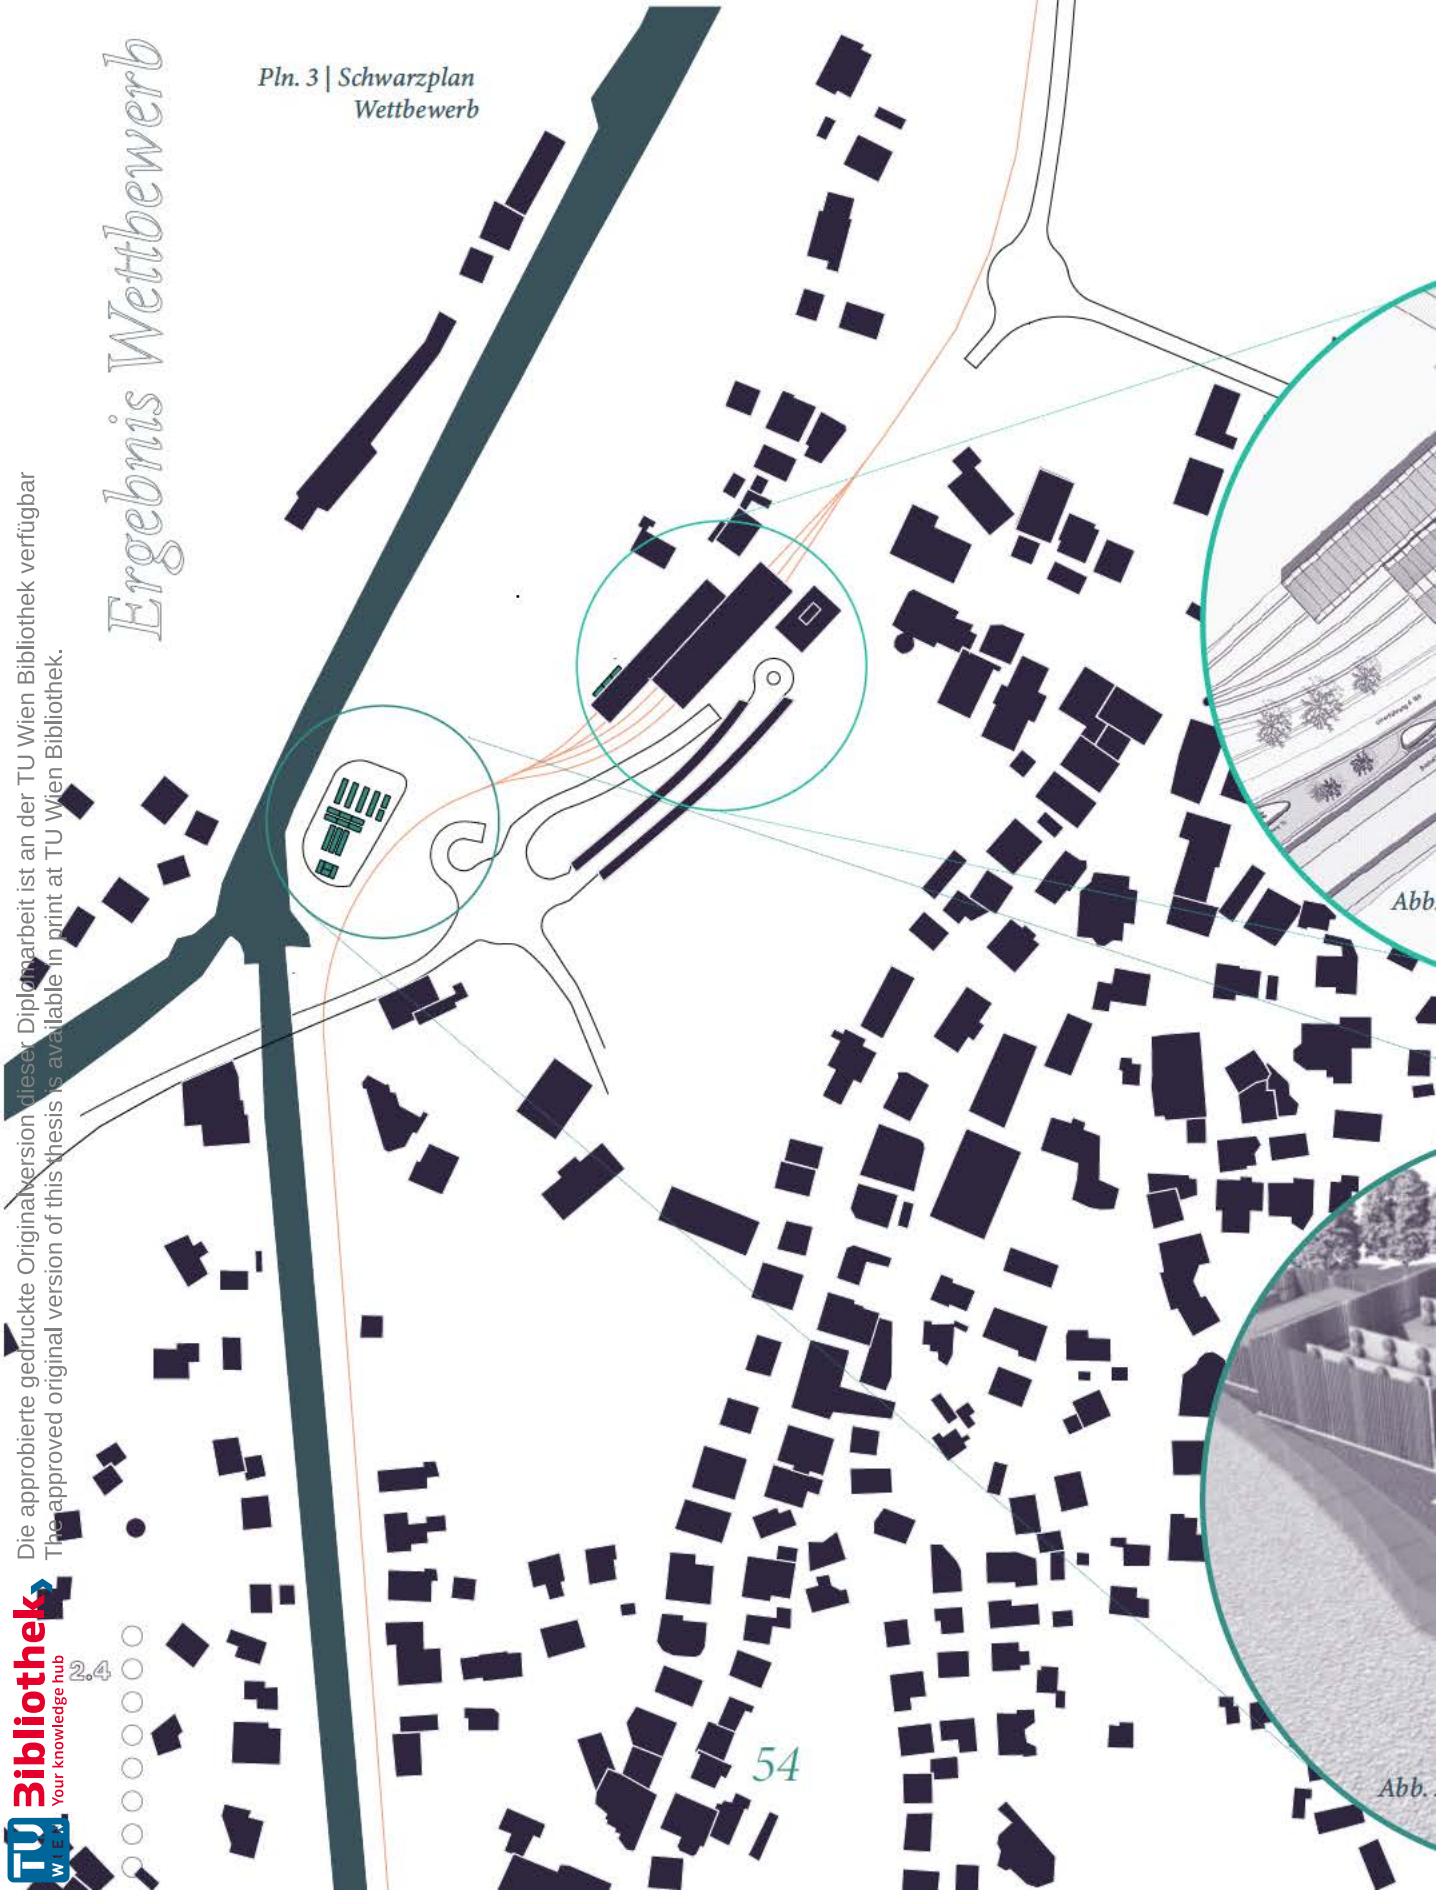 Pln. 3 | Schwarzplan
Wettbewerb
Ergebnis Wettbewerb
Abb.
Abb.
2.4
54
Die approbierte gedruckte Originalversion dieser Diplomarbeit ist an der TU Wien Bibliothek verfügbar
The approved original version of this thesis is available in print at TU Wien Bibliothek.
TU Bibliothek
WIEN Your knowledge hub